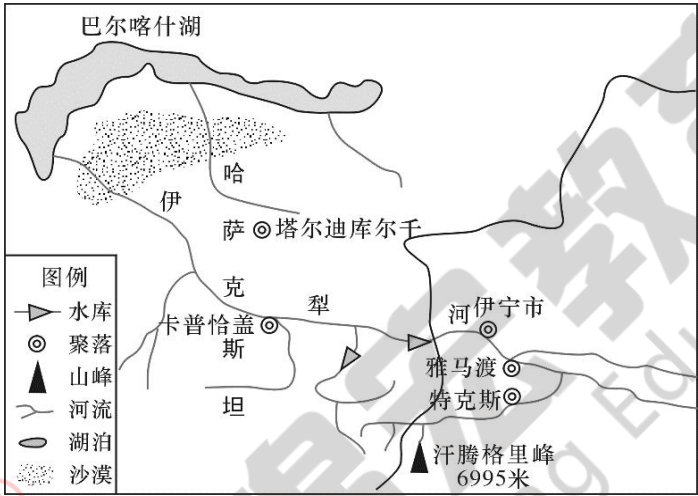 巴尔喀什湖
哈
萨
克
斯
坦
伊
犁
河
塔尔迪库尔干
卡普恰盖
伊宁市
雅马渡
特克斯
汗腾格里峰
6995米
图例
水库
聚落
山峰
河流
湖泊
沙漠